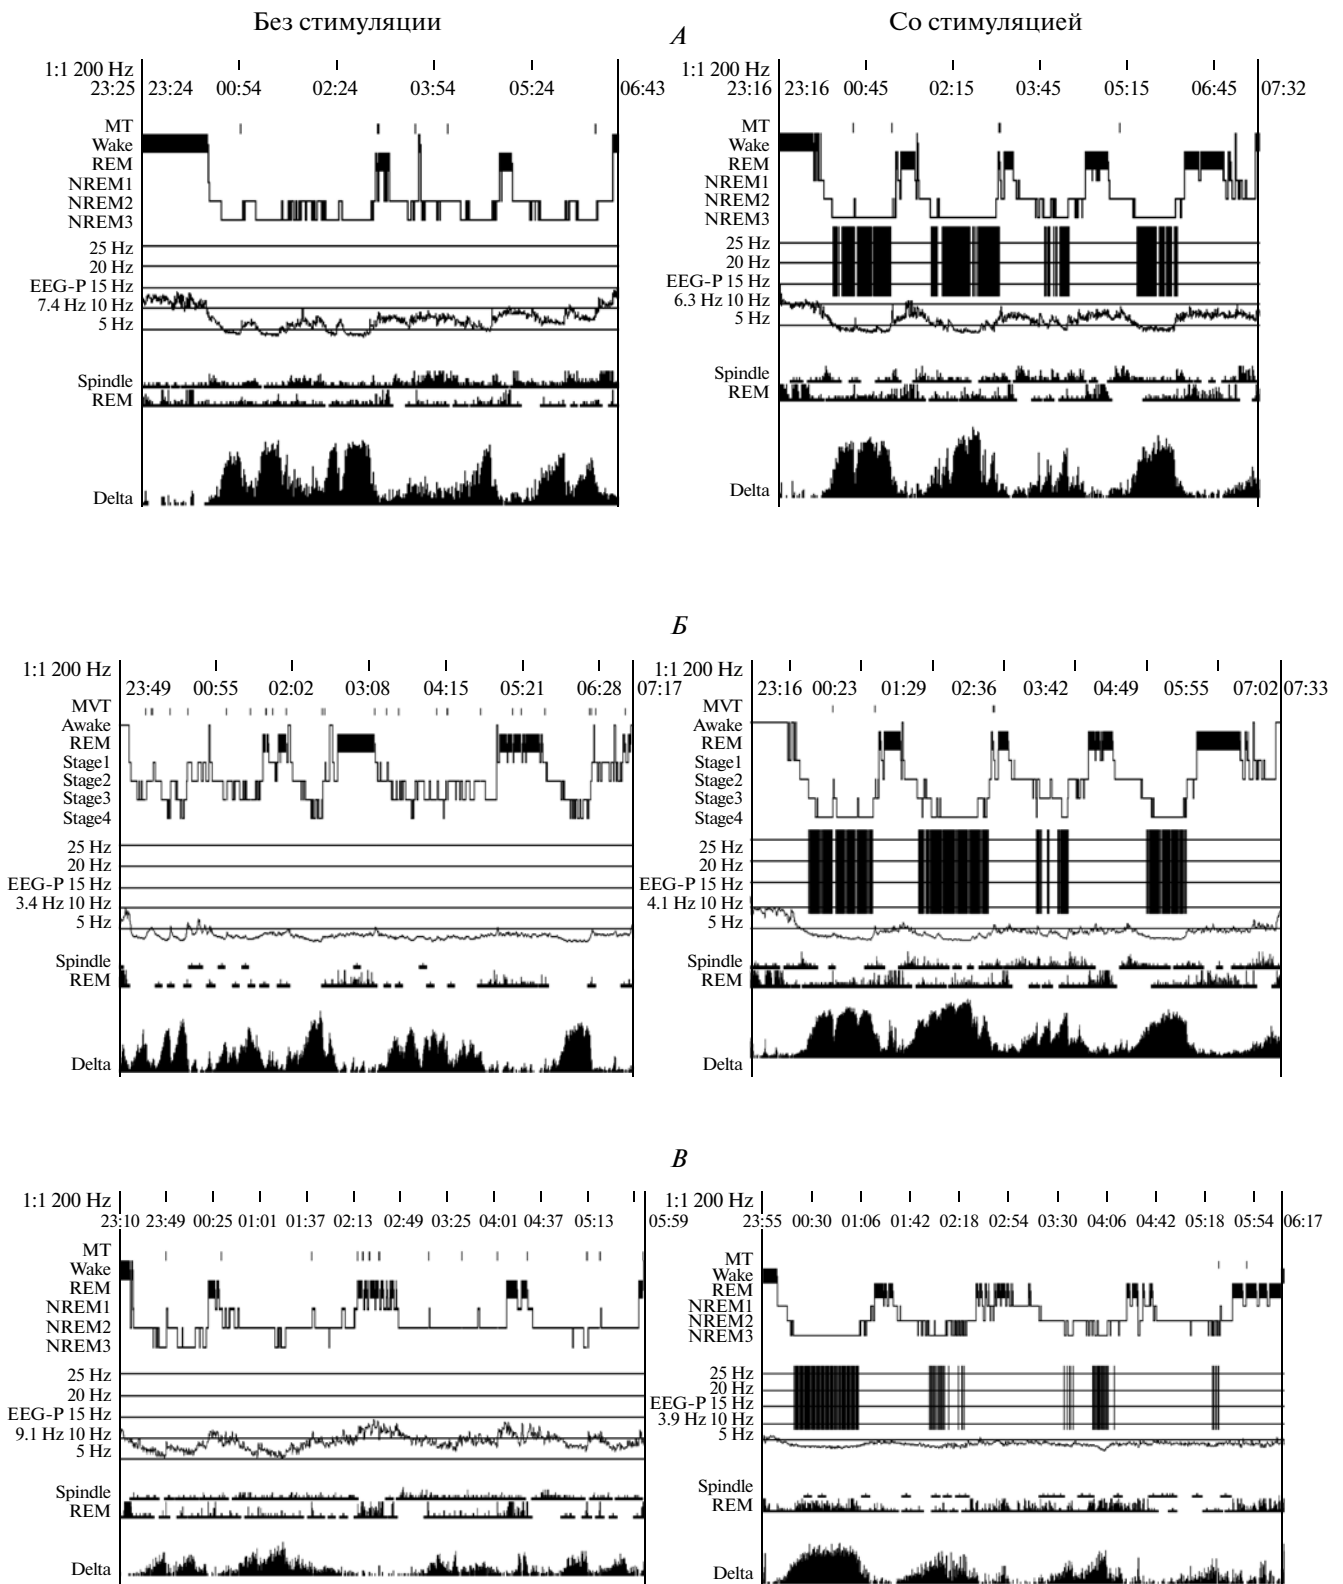 Без стимуляции
Со стимуляцией
А
1:1 200 Hz
23:25 23:24 00:54 02:24 03:54 05:24 06:43
MT
Wake
REM
NREM1
NREM2
NREM3
25 Hz
20 Hz
EEG-P 15 Hz
7.4 Hz 10 Hz
5 Hz
Spindle
REM
Delta
1:1 200 Hz
23:16 23:16 00:45 02:15 03:45 05:15 06:45 07:32
MT
Wake
REM
NREM1
NREM2
NREM3
25 Hz
20 Hz
EEG-P 15 Hz
6.3 Hz 10 Hz
5 Hz
Spindle
REM
Delta
Б
1:1 200 Hz
23:49 00:55 02:02 03:08 04:15 05:21 06:28 07:17
MVT
Awake
REM
Stage1
Stage2
Stage3
Stage4
25 Hz
20 Hz
EEG-P 15 Hz
3.4 Hz 10 Hz
5 Hz
Spindle
REM
Delta
1:1 200 Hz
23:16 00:23 01:29 02:36 03:42 04:49 05:55 07:02 07:33
MVT
Awake
REM
Stage1
Stage2
Stage3
Stage4
25 Hz
20 Hz
EEG-P 15 Hz
4.1 Hz 10 Hz
5 Hz
Spindle
REM
Delta
В
1:1 200 Hz
23:10 23:49 00:25 01:01 01:37 02:13 02:49 03:25 04:01 04:37 05:13 05:59
MT
Wake
REM
NREM1
NREM2
NREM3
25 Hz
20 Hz
EEG-P 15 Hz
9.1 Hz 10 Hz
5 Hz
Spindle
REM
Delta
1:1 200 Hz
23:55 00:30 01:06 01:42 02:18 02:54 03:30 04:06 04:42 05:18 05:54 06:17
MT
Wake
REM
NREM1
NREM2
NREM3
25 Hz
20 Hz
EEG-P 15 Hz
3.9 Hz 10 Hz
5 Hz
Spindle
REM
Delta